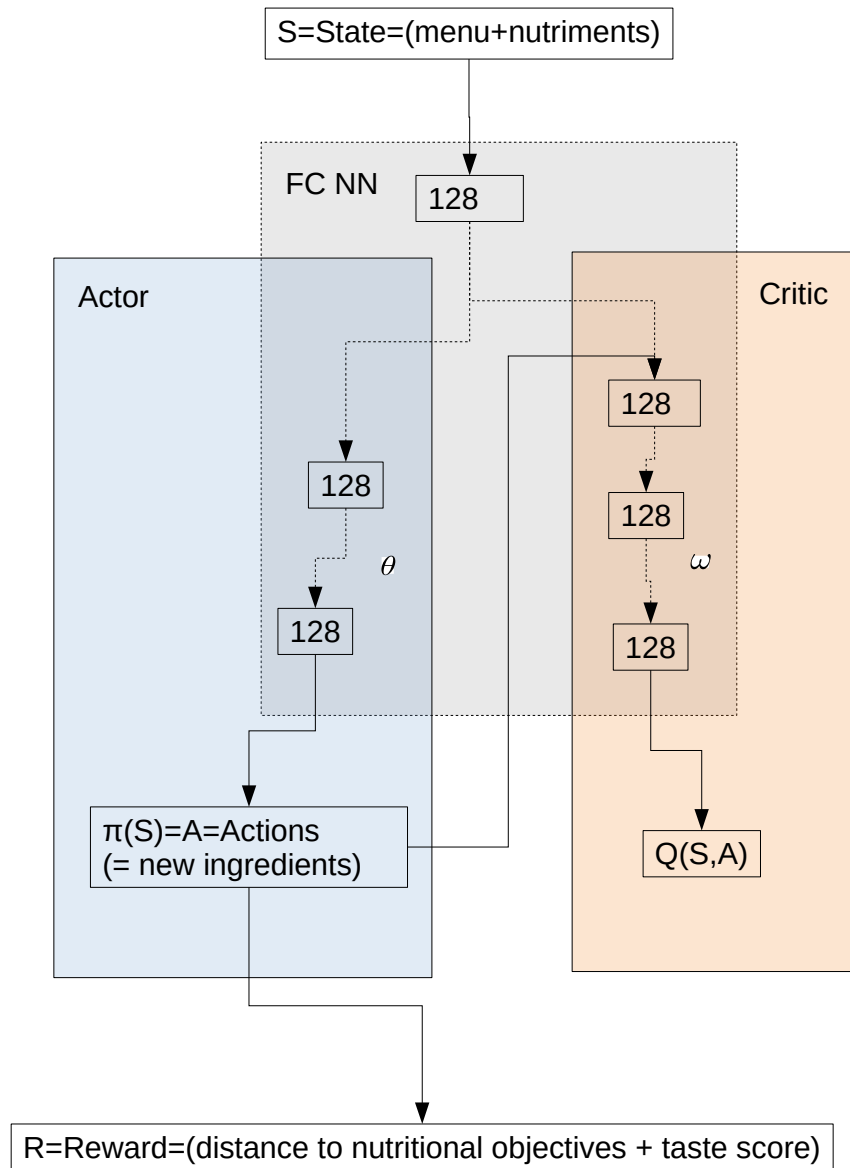 S=State=(menu+nutriments)
FC NN
128
Actor
Critic
128
128
128
θ
ω
128
128
π(S)=A=Actions
(= new ingredients)
Q(S,A)
R=Reward=(distance to nutritional objectives + taste score)